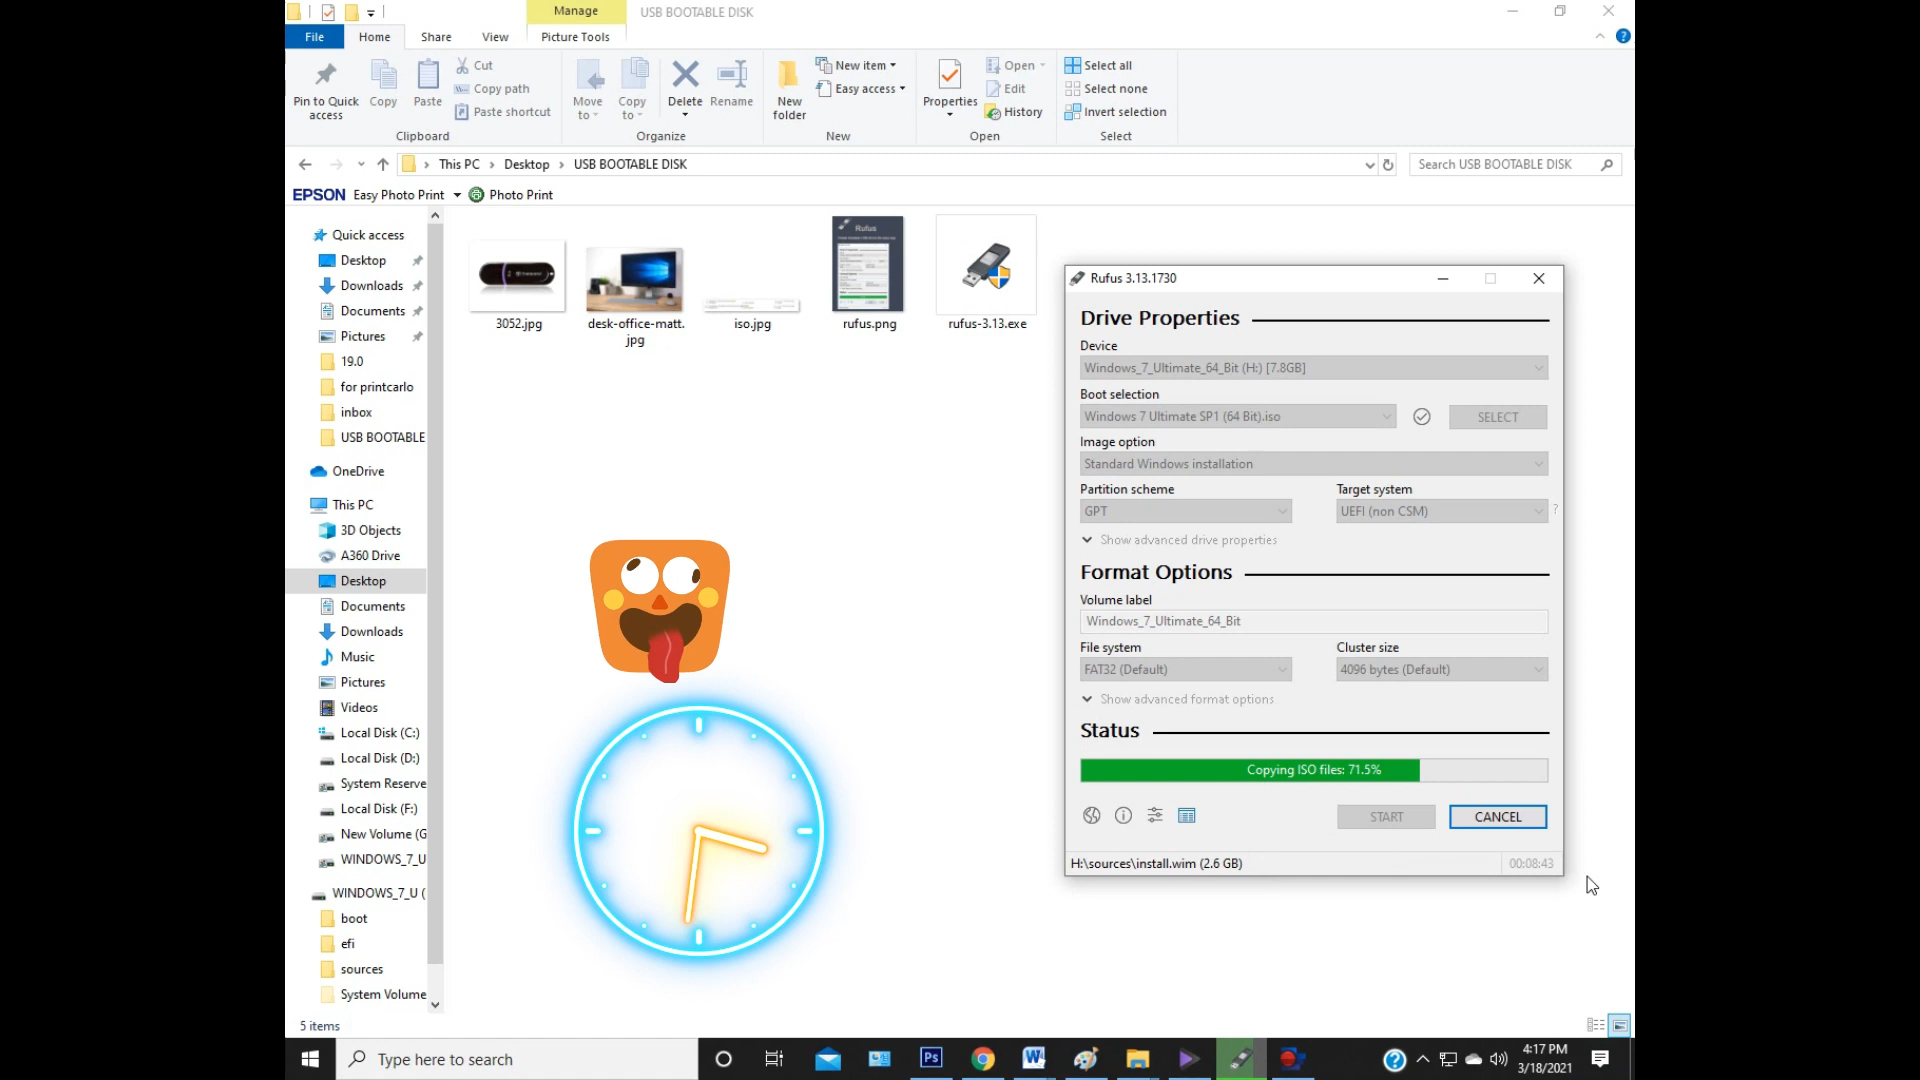 Manage
USB BOOTABLE DISK
File
Home
Share
View
Picture Tools
Pin to Quick access
Copy
Paste
Cut
Copy path
Paste shortcut
Clipboard
Move to
Copy to
Delete
Rename
Organize
New folder
New item
Easy access
New
Properties
Open
Edit
History
Open
Select all
Select none
Invert selection
Select
This PC
Desktop
USB BOOTABLE DISK
Search USB BOOTABLE DISK
EPSON Easy Photo Print
Photo Print
Quick access
Desktop
Downloads
Documents
Pictures
19.0
for printcarlo
inbox
USB BOOTABLE
OneDrive
This PC
3D Objects
A360 Drive
Desktop
Documents
Downloads
Music
Pictures
Videos
Local Disk (C:)
Local Disk (D:)
System Reserve
Local Disk (F:)
New Volume (G
WINDOWS_7_U
WINDOWS_7_U (
boot
efi
sources
System Volume
5 items
3052.jpg
desk-office-matt.
jpg
iso.jpg
Rufus
rufus.png
rufus-3.13.exe
Rufus 3.13.1730
Drive Properties
Device
Windows_7_Ultimate_64_Bit (H:) [7.8GB]
Boot selection
Windows 7 Ultimate SP1 (64 Bit).iso
SELECT
Image option
Standard Windows installation
Partition scheme
Target system
GPT
UEFI (non CSM)
?
Show advanced drive properties
Format Options
Volume label
Windows_7_Ultimate_64_Bit
File system
Cluster size
FAT32 (Default)
4096 bytes (Default)
Show advanced format options
Status
Copying ISO files: 71.5%
START
CANCEL
H:\sources\install.wim (2.6 GB)
00:08:43
Type here to search
Ps
4:17 PM
3/18/2021